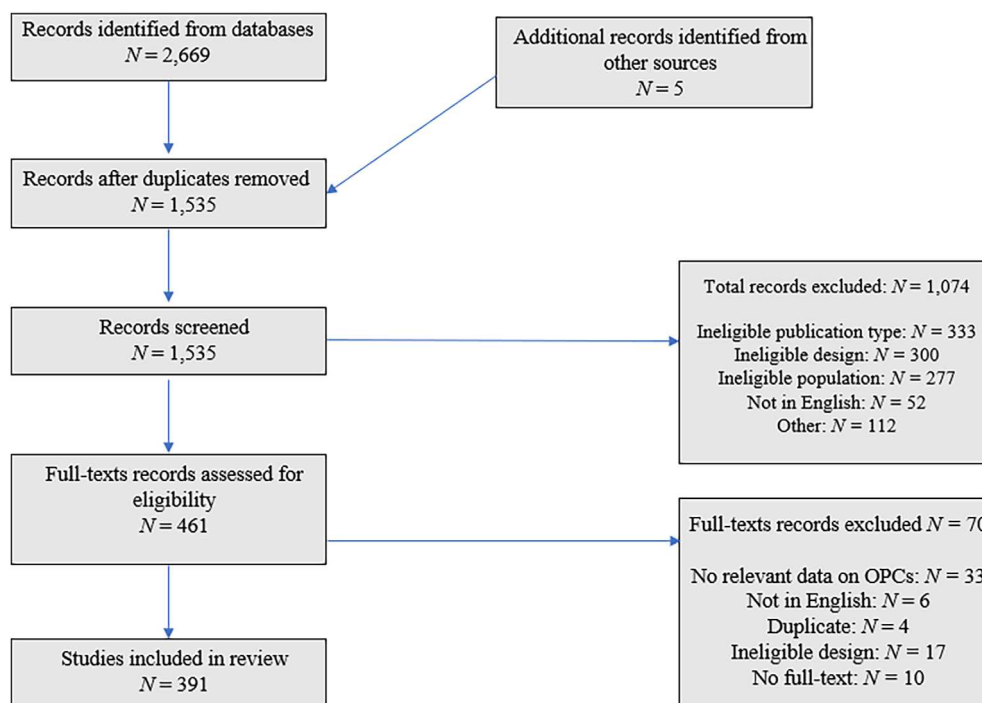 Records identified from databases
N = 2,669
Additional records identified from
other sources
N = 5
Records after duplicates removed
N = 1,535
Records screened
N = 1,535
Total records excluded: N = 1,074
Ineligible publication type: N = 333
Ineligible design: N = 300
Ineligible population: N = 277
Not in English: N = 52
Other: N = 112
Full-texts records assessed for
eligibility
N = 461
Full-texts records excluded N = 70
No relevant data on OPCs: N = 33
Not in English: N = 6
Duplicate: N = 4
Ineligible design: N = 17
No full-text: N = 10
Studies included in review
N = 391